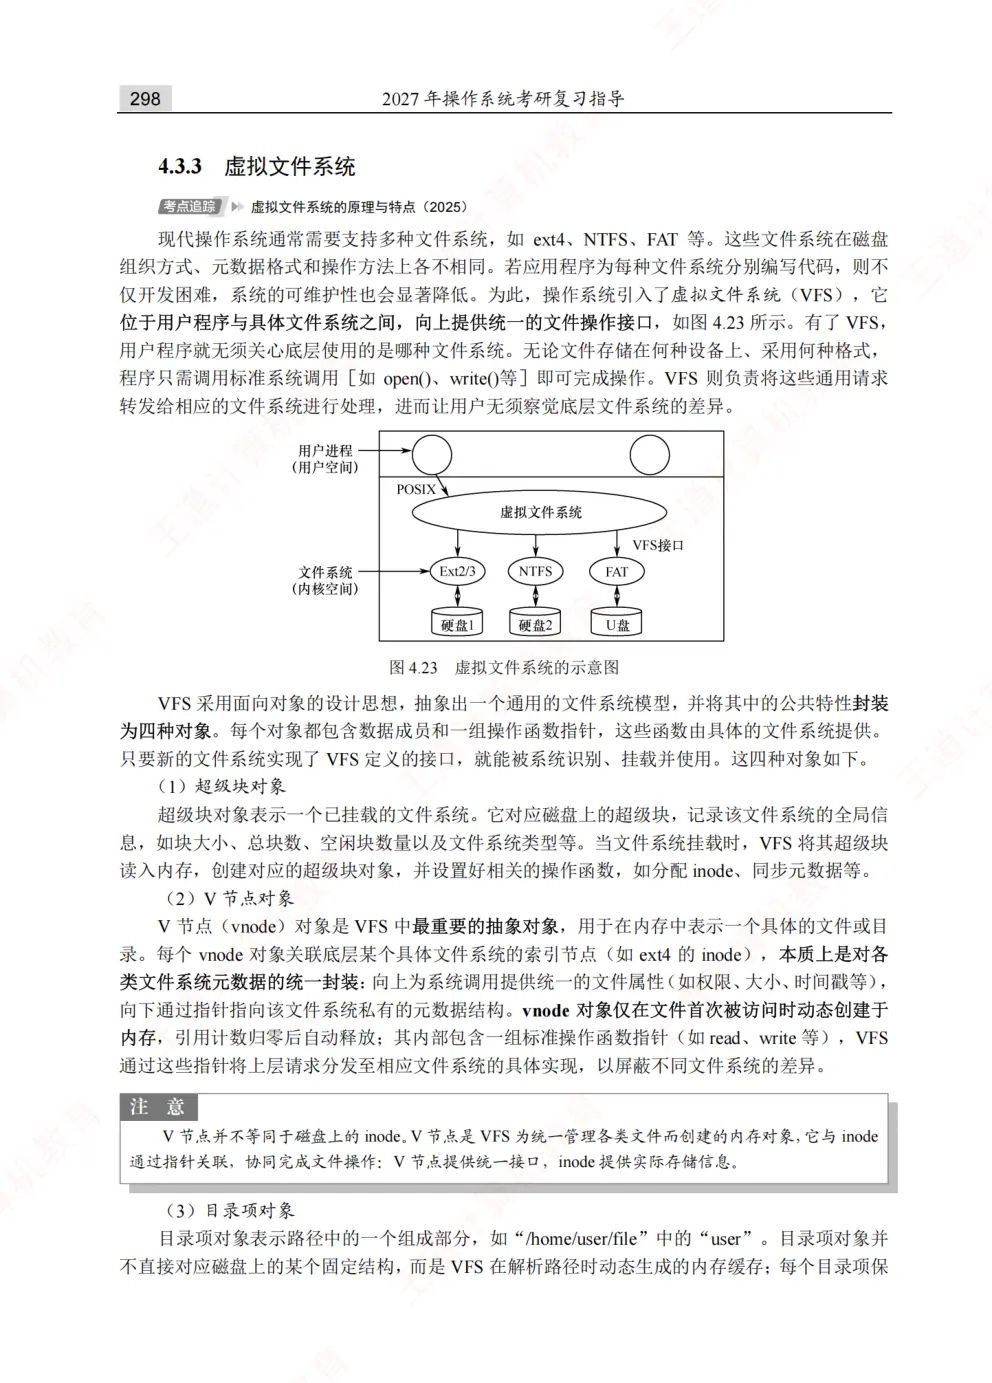 298
2027 年操作系统考研复习指导
4.3.3 虚拟文件系统
考点追踪 虚拟文件系统的原理与特点（2025）
现代操作系统通常需要支持多种文件系统，如 ext4、NTFS、FAT 等。这些文件系统在磁盘
组织方式、元数据格式和操作方法上各不相同。若应用程序为每种文件系统分别编写代码，则不
仅开发困难，系统的可维护性也会显著降低。为此，操作系统引入了虚拟文件系统（VFS），它
位于用户程序与具体文件系统之间，向上提供统一的文件操作接口，如图 4.23 所示。有了 VFS，
用户程序就无须关心底层使用的是哪种文件系统。无论文件存储在何种设备上、采用何种格式，
程序只需调用标准系统调用［如 open()、write()等］即可完成操作。VFS 则负责将这些通用请求
转发给相应的文件系统进行处理，进而让用户无须察觉底层文件系统的差异。
用户进程
（用户空间）
POSIX
虚拟文件系统
VFS接口
文件系统
（内核空间）
Ext2/3
NTFS
FAT
硬盘1
硬盘2
U盘
图 4.23 虚拟文件系统的示意图
VFS 采用面向对象的设计思想，抽象出一个通用的文件系统模型，并将其中的公共特性封装
为四种对象。每个对象都包含数据成员和一组操作函数指针，这些函数由具体的文件系统提供。
只要新的文件系统实现了 VFS 定义的接口，就能被系统识别、挂载并使用。这四种对象如下。
（1）超级块对象
超级块对象表示一个已挂载的文件系统。它对应磁盘上的超级块，记录该文件系统的全局信
息，如块大小、总块数、空闲块数量以及文件系统类型等。当文件系统挂载时，VFS 将其超级块
读入内存，创建对应的超级块对象，并设置好相关的操作函数，如分配 inode、同步元数据等。
（2）V 节点对象
V 节点（vnode）对象是 VFS 中最重要的抽象对象，用于在内存中表示一个具体的文件或目
录。每个 vnode 对象关联底层某个具体文件系统的索引节点（如 ext4 的 inode），本质上是对各
类文件系统元数据的统一封装：向上为系统调用提供统一的文件属性（如权限、大小、时间戳等），
向下通过指针指向该文件系统私有的元数据结构。vnode 对象仅在文件首次被访问时动态创建于
内存，引用计数归零后自动释放；其内部包含一组标准操作函数指针（如 read、write 等），VFS
通过这些指针将上层请求分发至相应文件系统的具体实现，以屏蔽不同文件系统的差异。
注 意
V 节点并不等同于磁盘上的 inode。V 节点是 VFS 为统一管理各类文件而创建的内存对象，它与 inode
通过指针关联，协同完成文件操作：V 节点提供统一接口，inode 提供实际存储信息。
（3）目录项对象
目录项对象表示路径中的一个组成部分，如“/home/user/file”中的“user”。目录项对象并
不直接对应磁盘上的某个固定结构，而是 VFS 在解析路径时动态生成的内存缓存；每个目录项保